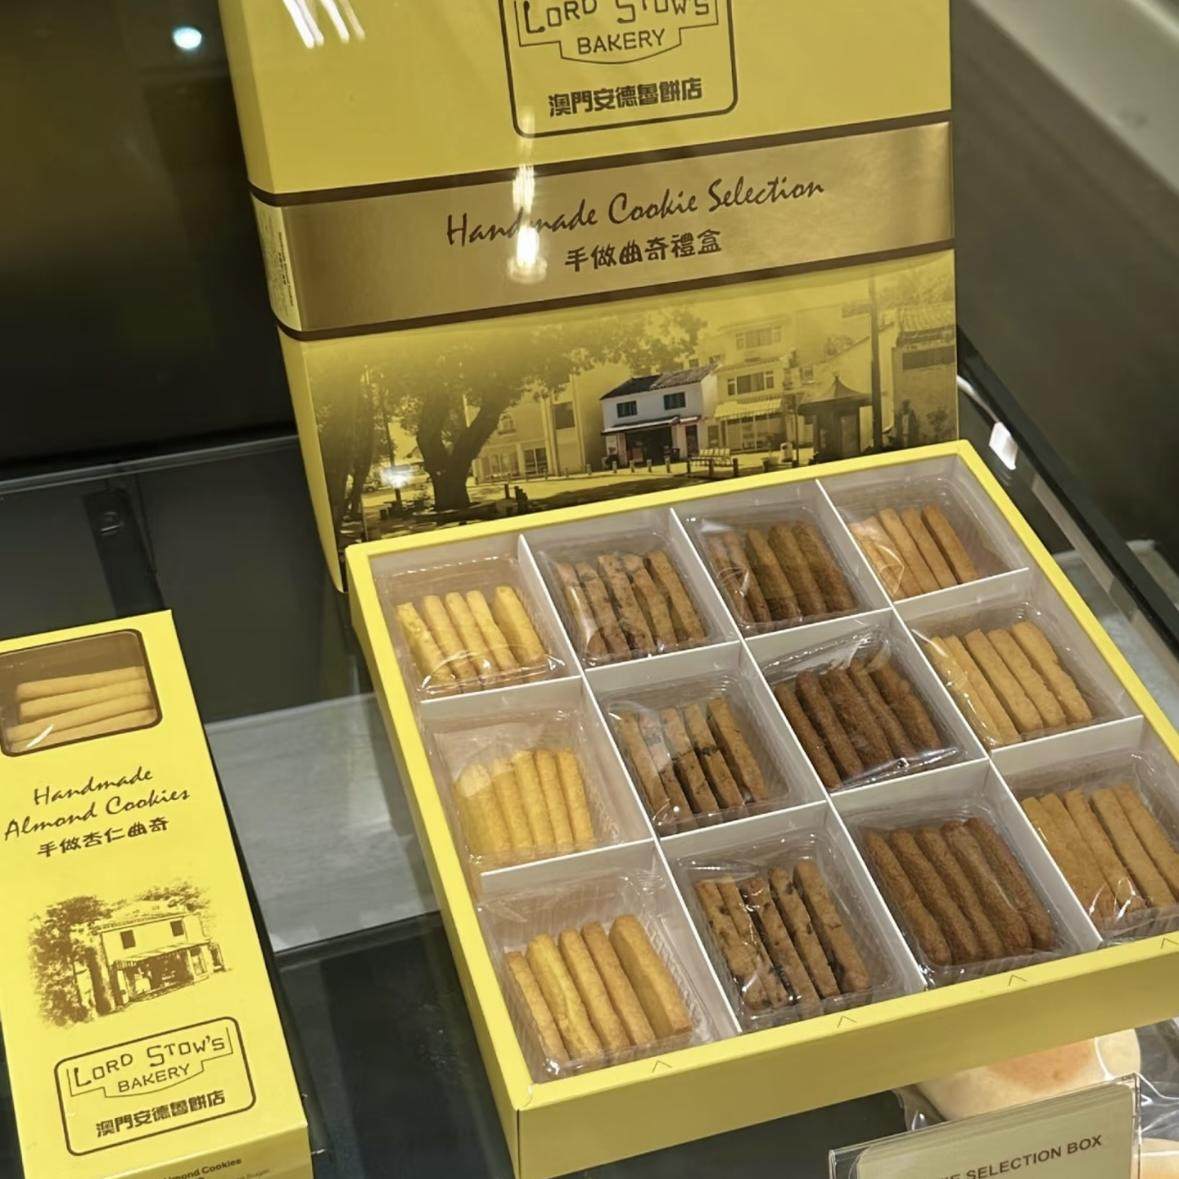 LORD STOW'S
BAKERY
澳門安德魯餅店
Handmade Cookie Selection
手做曲奇禮盒
Handmade
Almond Cookies
手做杏仁曲奇
LORD STOW'S
BAKERY
澳門安德魯餅店
Almond Cookies
SELECTION BOX